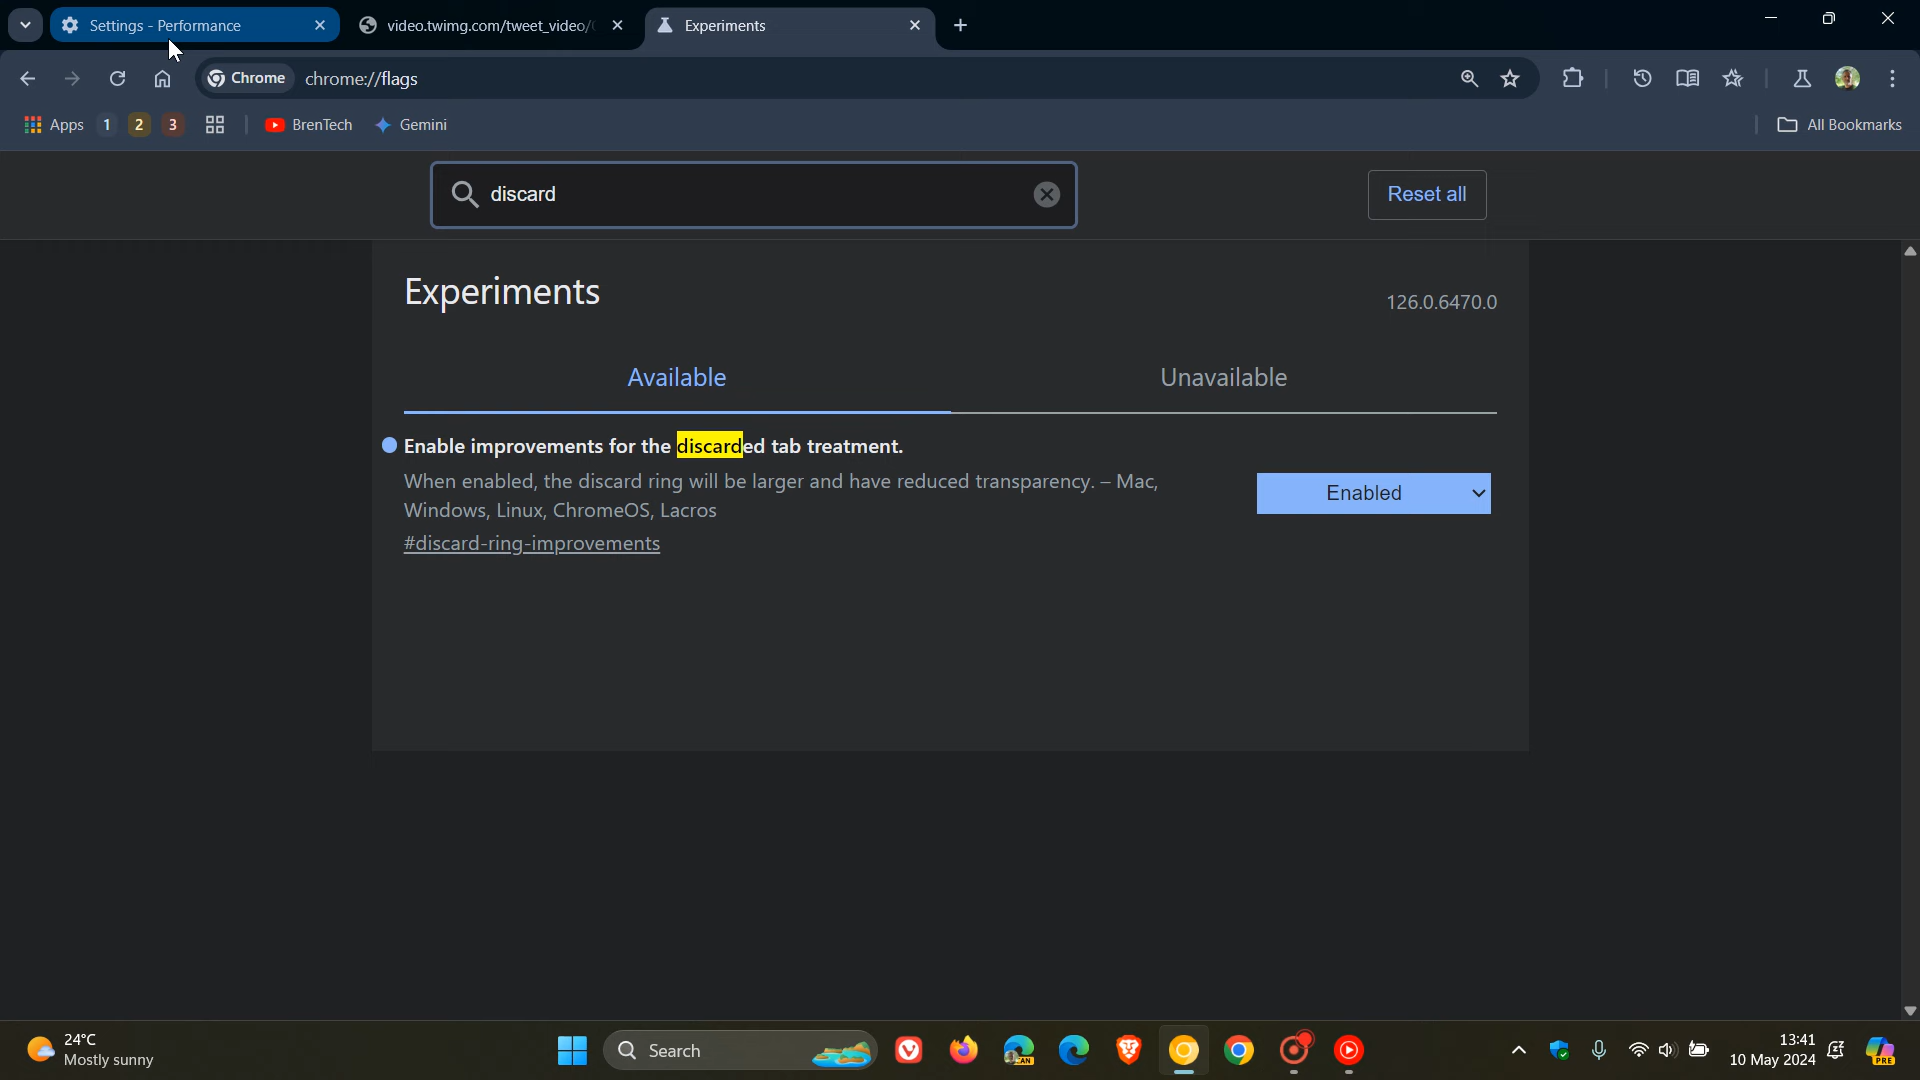 Settings - Performance
video.twimg.com/tweet_video/
Experiments
Chrome
chrome://flags
Apps
1
2
3
BrenTech
Gemini
All Bookmarks
discard
Reset all
Experiments
126.0.6470.0
Available
Unavailable
Enable improvements for the discarded tab treatment.
When enabled, the discard ring will be larger and have reduced transparency. – Mac,
Windows, Linux, ChromeOS, Lacros
#discard-ring-improvements
Enabled
24°C
Mostly sunny
Search
CAN
13:41
10 May 2024
PRE